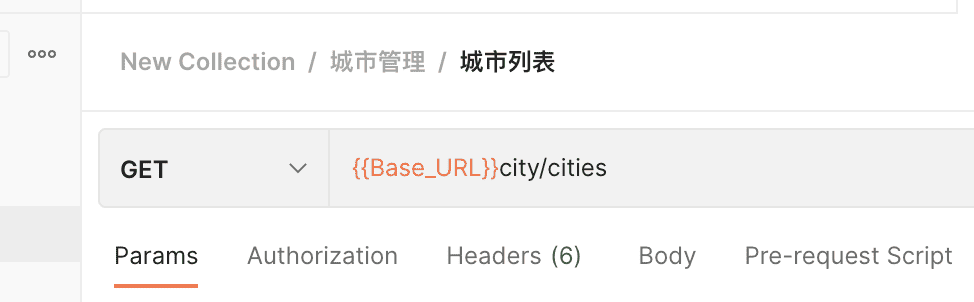 New Collection / 城市管理 / 城市列表
GET {{Base_URL}}city/cities
Params Authorization Headers (6) Body Pre-request Script